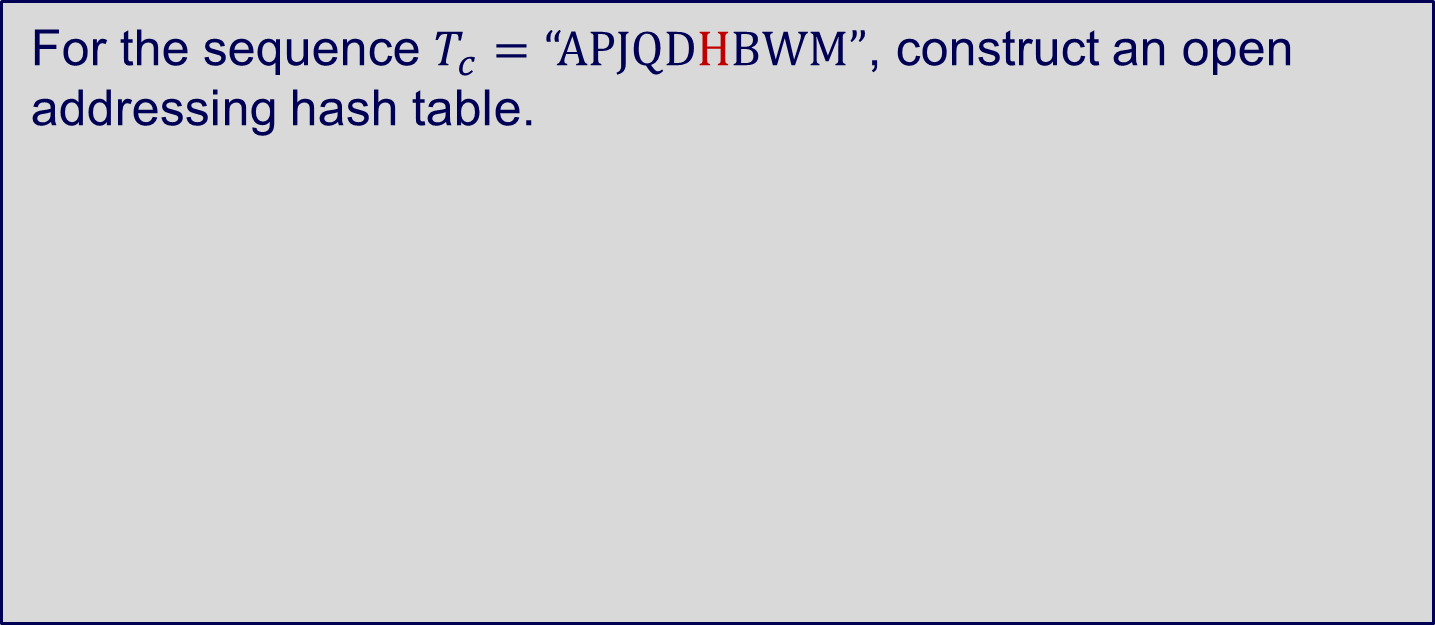 For the sequence T_c = “APJQDHBWM”, construct an open
addressing hash table.